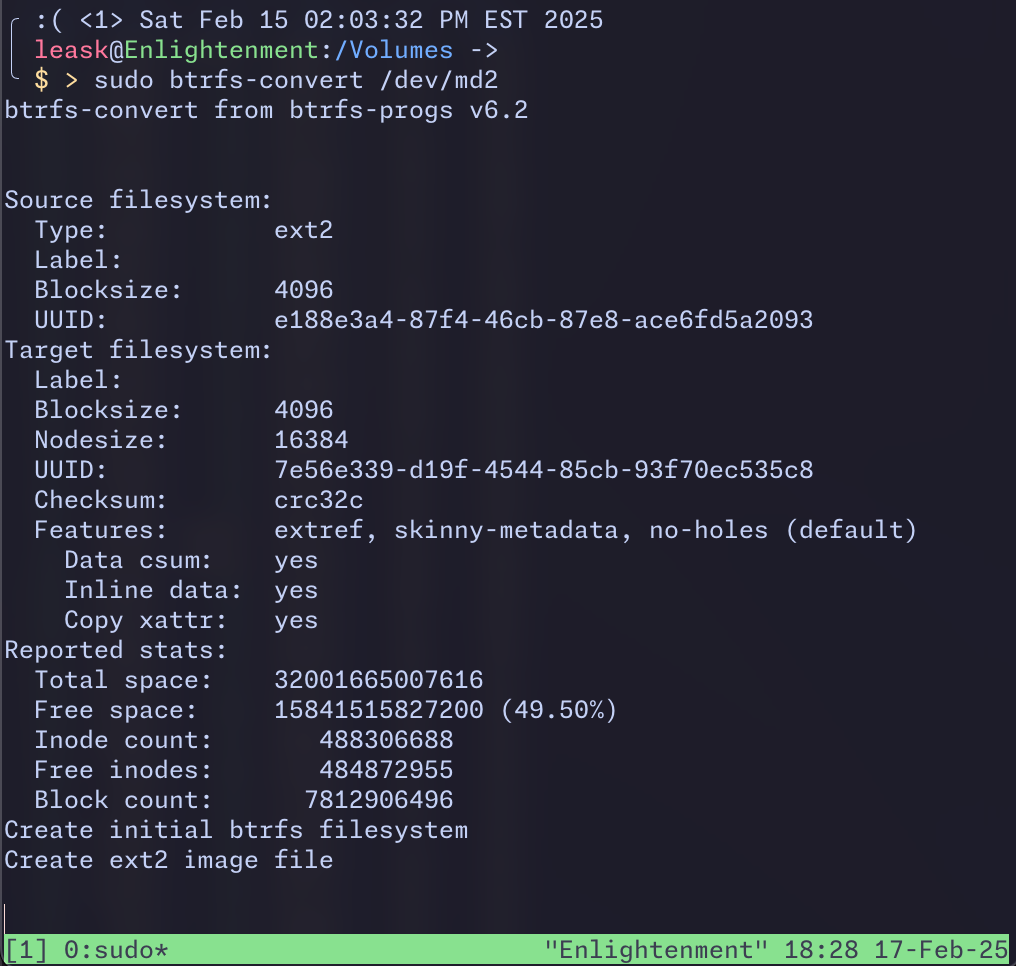 :( <1> Sat Feb 15 02:03:32 PM EST 2025
leask@Enlightenment:/Volumes ->
$ > sudo btrfs-convert /dev/md2
btrfs-convert from btrfs-progs v6.2
Source filesystem:
Type: ext2
Label:
Blocksize: 4096
UUID: e188e3a4-87f4-46cb-87e8-ace6fd5a2093
Target filesystem:
Label:
Blocksize: 4096
Nodesize: 16384
UUID: 7e56e339-d19f-4544-85cb-93f70ec535c8
Checksum: crc32c
Features: extref, skinny-metadata, no-holes (default)
Data csum: yes
Inline data: yes
Copy xattr: yes
Reported stats:
Total space: 32001665007616
Free space: 15841515827200 (49.50%)
Inode count: 488306688
Free inodes: 484872955
Block count: 7812906496
Create initial btrfs filesystem
Create ext2 image file
[1] 0:sudo* "Enlightenment" 18:28 17-Feb-25